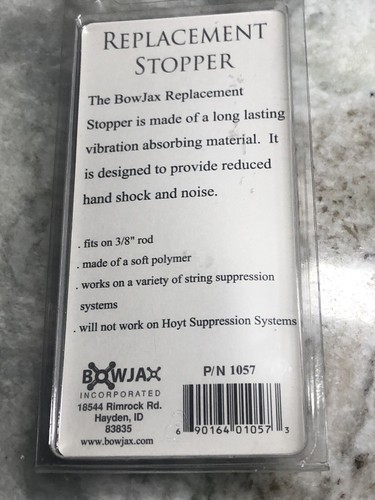 REPLACEMENT
STOPPER
The BowJax Replacement
Stopper is made of a long lasting
vibration absorbing material. It
is designed to provide reduced
hand shock and noise.
. fits on 3/8" rod
. made of a soft polymer
. works on a variety of string suppression
systems
. will not work on Hoyt Suppression Systems
BOWJAX
INCORPORATED
18544 Rimrock Rd.
Hayden, ID
83835
www.bowjax.com
P/N 1057
6 90164 01057 3